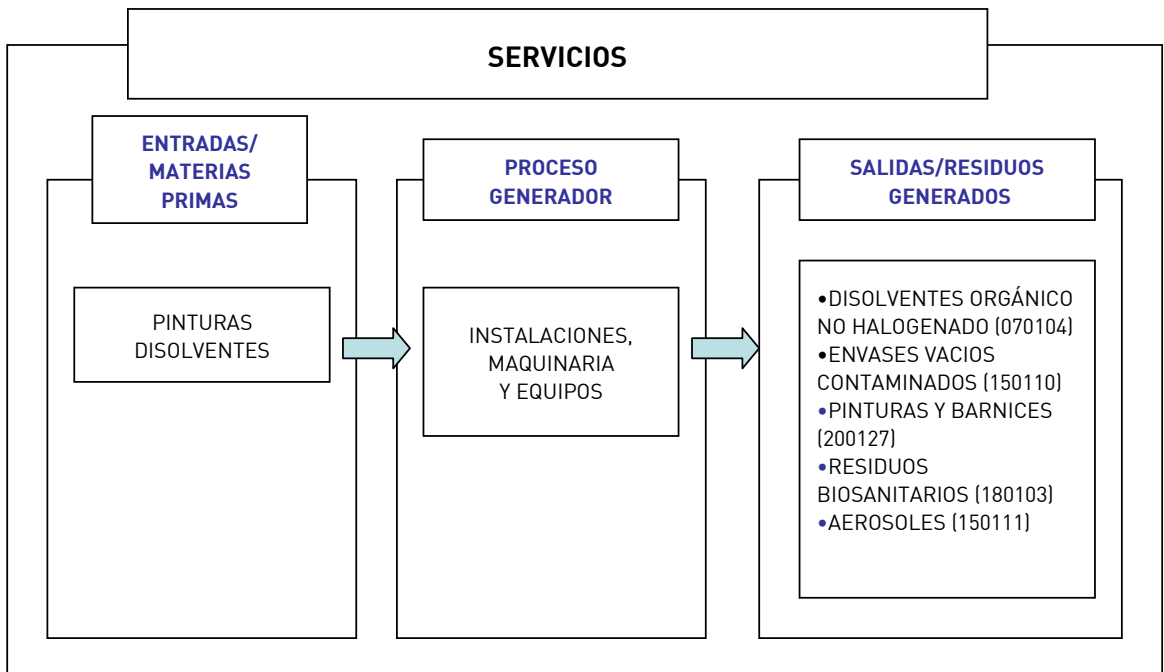 SERVICIOS
ENTRADAS/
MATERIAS
PRIMAS
PINTURAS
DISOLVENTES
PROCESO
GENERADOR
INSTALACIONES,
MAQUINARIA
Y EQUIPOS
SALIDAS/RESIDUOS
GENERADOS
•DISOLVENTES ORGÁNICO
NO HALOGENADO (070104)
•ENVASES VACIOS
CONTAMINADOS (150110)
•PINTURAS Y BARNICES
(200127)
•RESIDUOS
BIOSANITARIOS (180103)
•AEROSOLES (150111)